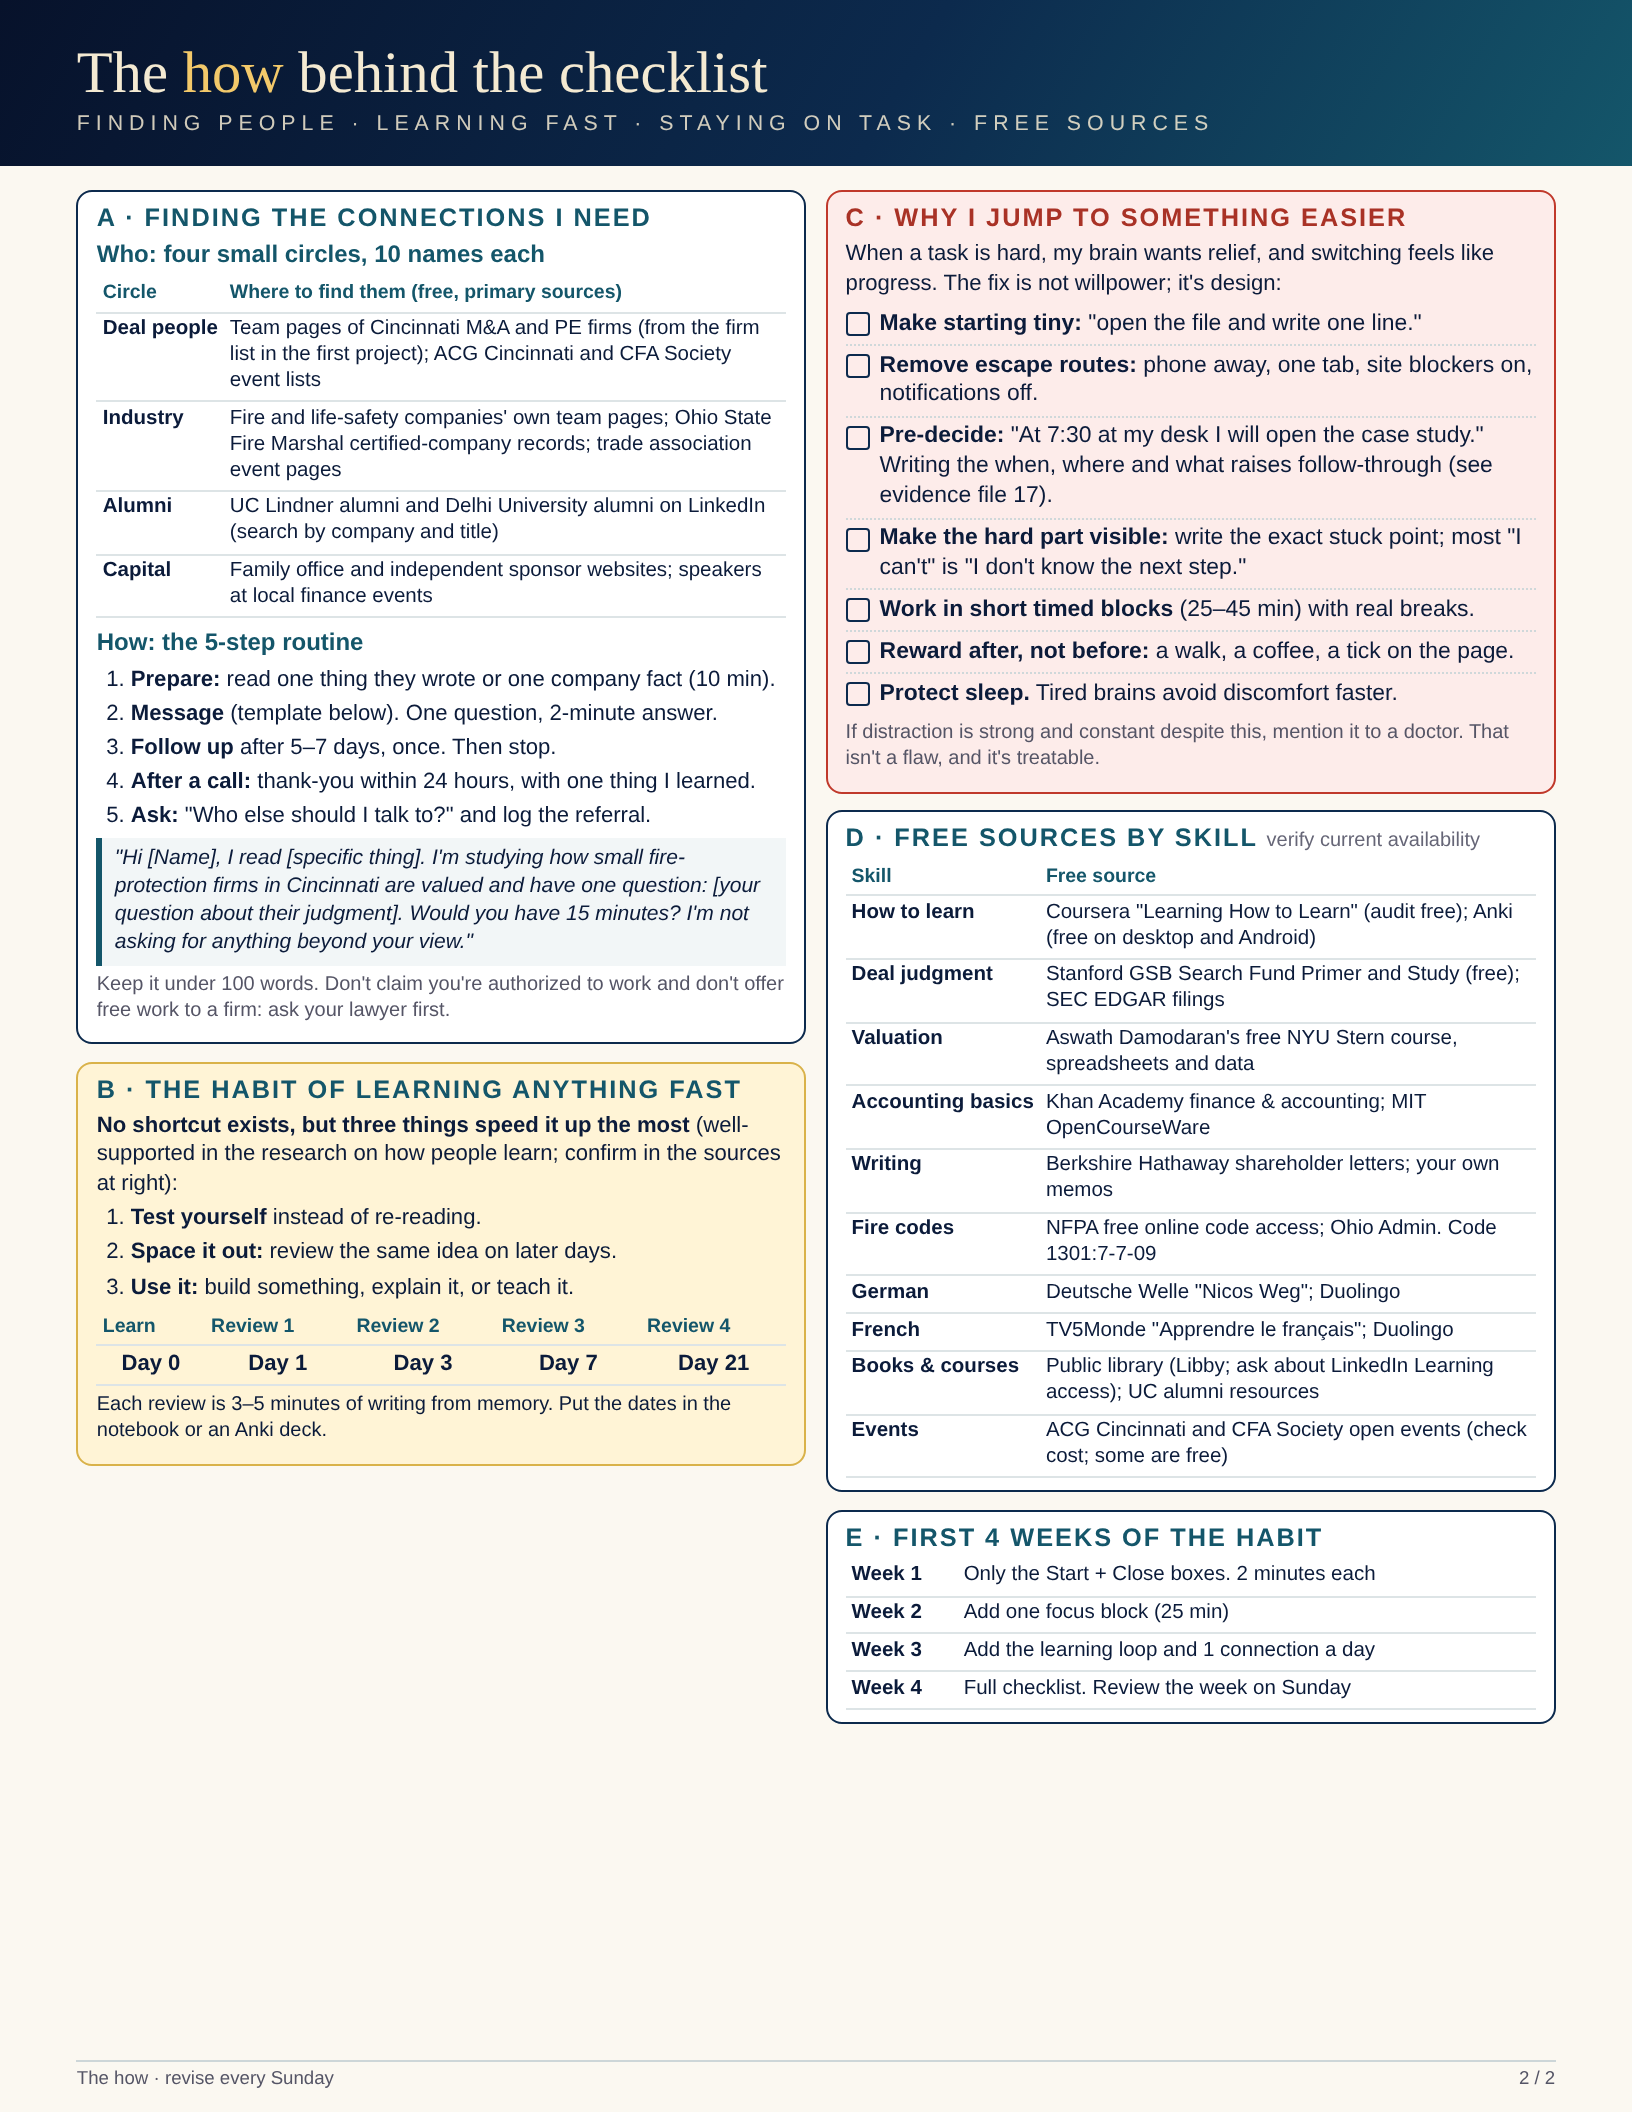 The how behind the checklist
FINDING PEOPLE · LEARNING FAST · STAYING ON TASK · FREE SOURCES
A · FINDING THE CONNECTIONS I NEED
Who: four small circles, 10 names each
Circle Where to find them (free, primary sources)
Deal people Team pages of Cincinnati M&A and PE firms (from the firm
list in the first project); ACG Cincinnati and CFA Society
event lists
Industry Fire and life-safety companies' own team pages; Ohio State
Fire Marshal certified-company records; trade association
event pages
Alumni UC Lindner alumni and Delhi University alumni on LinkedIn
(search by company and title)
Capital Family office and independent sponsor websites; speakers
at local finance events
How: the 5-step routine
1. Prepare: read one thing they wrote or one company fact (10 min).
2. Message (template below). One question, 2-minute answer.
3. Follow up after 5–7 days, once. Then stop.
4. After a call: thank-you within 24 hours, with one thing I learned.
5. Ask: "Who else should I talk to?" and log the referral.
"Hi [Name], I read [specific thing]. I'm studying how small fire-
protection firms in Cincinnati are valued and have one question: [your
question about their judgment]. Would you have 15 minutes? I'm not
asking for anything beyond your view."
Keep it under 100 words. Don't claim you're authorized to work and don't offer
free work to a firm: ask your lawyer first.
B · THE HABIT OF LEARNING ANYTHING FAST
No shortcut exists, but three things speed it up the most (well-
supported in the research on how people learn; confirm in the sources
at right):
1. Test yourself instead of re-reading.
2. Space it out: review the same idea on later days.
3. Use it: build something, explain it, or teach it.
Learn Review 1 Review 2 Review 3 Review 4
Day 0 Day 1 Day 3 Day 7 Day 21
Each review is 3–5 minutes of writing from memory. Put the dates in the
notebook or an Anki deck.
C · WHY I JUMP TO SOMETHING EASIER
When a task is hard, my brain wants relief, and switching feels like
progress. The fix is not willpower; it's design:
Make starting tiny: "open the file and write one line."
Remove escape routes: phone away, one tab, site blockers on,
notifications off.
Pre-decide: "At 7:30 at my desk I will open the case study."
Writing the when, where and what raises follow-through (see
evidence file 17).
Make the hard part visible: write the exact stuck point; most "I
can't" is "I don't know the next step."
Work in short timed blocks (25–45 min) with real breaks.
Reward after, not before: a walk, a coffee, a tick on the page.
Protect sleep. Tired brains avoid discomfort faster.
If distraction is strong and constant despite this, mention it to a doctor. That
isn't a flaw, and it's treatable.
D · FREE SOURCES BY SKILL verify current availability
Skill Free source
How to learn Coursera "Learning How to Learn" (audit free); Anki
(free on desktop and Android)
Deal judgment Stanford GSB Search Fund Primer and Study (free);
SEC EDGAR filings
Valuation Aswath Damodaran's free NYU Stern course,
spreadsheets and data
Accounting basics Khan Academy finance & accounting; MIT
OpenCourseWare
Writing Berkshire Hathaway shareholder letters; your own
memos
Fire codes NFPA free online code access; Ohio Admin. Code
1301:7-7-09
German Deutsche Welle "Nicos Weg"; Duolingo
French TV5Monde "Apprendre le français"; Duolingo
Books & courses Public library (Libby; ask about LinkedIn Learning
access); UC alumni resources
Events ACG Cincinnati and CFA Society open events (check
cost; some are free)
E · FIRST 4 WEEKS OF THE HABIT
Week 1 Only the Start + Close boxes. 2 minutes each
Week 2 Add one focus block (25 min)
Week 3 Add the learning loop and 1 connection a day
Week 4 Full checklist. Review the week on Sunday
The how · revise every Sunday
2 / 2